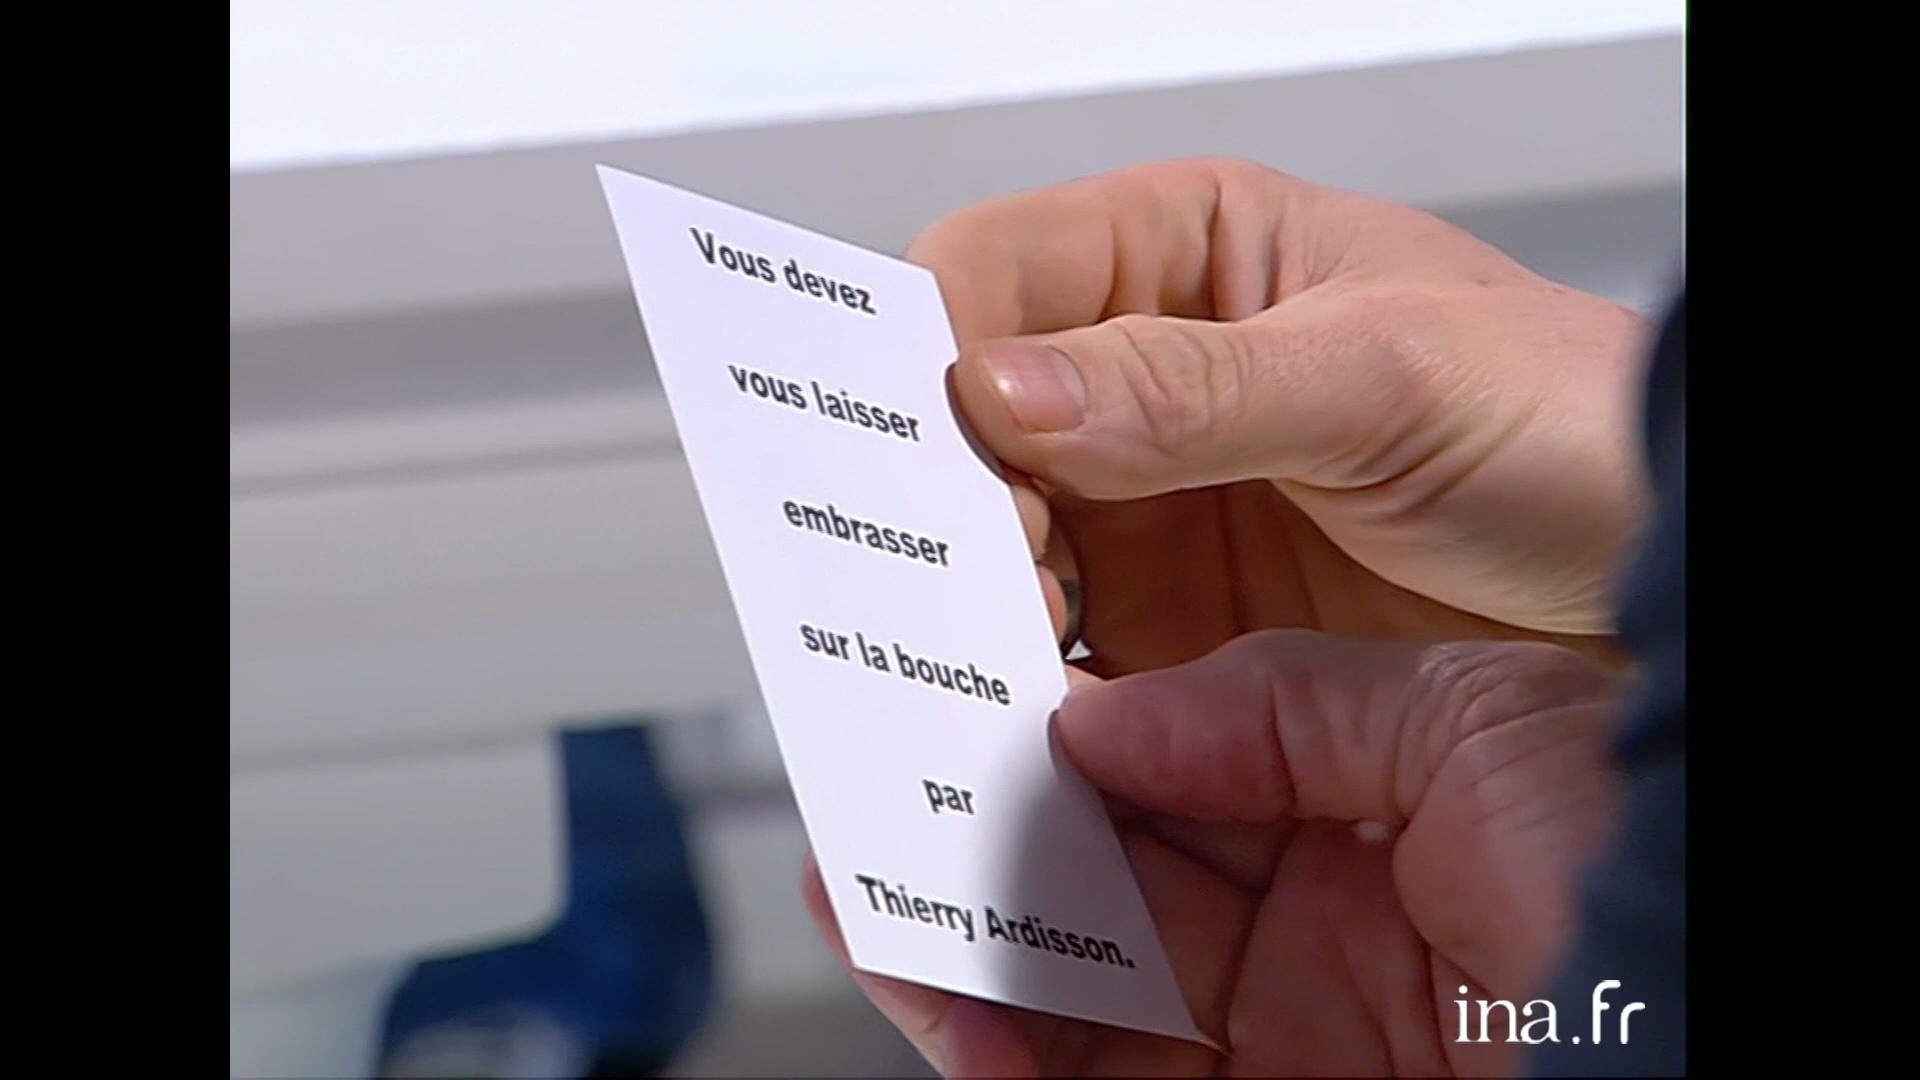 Vous devez
vous laisser
embrasser
sur la bouche
par
Thierry Ardisson.
ina.fr